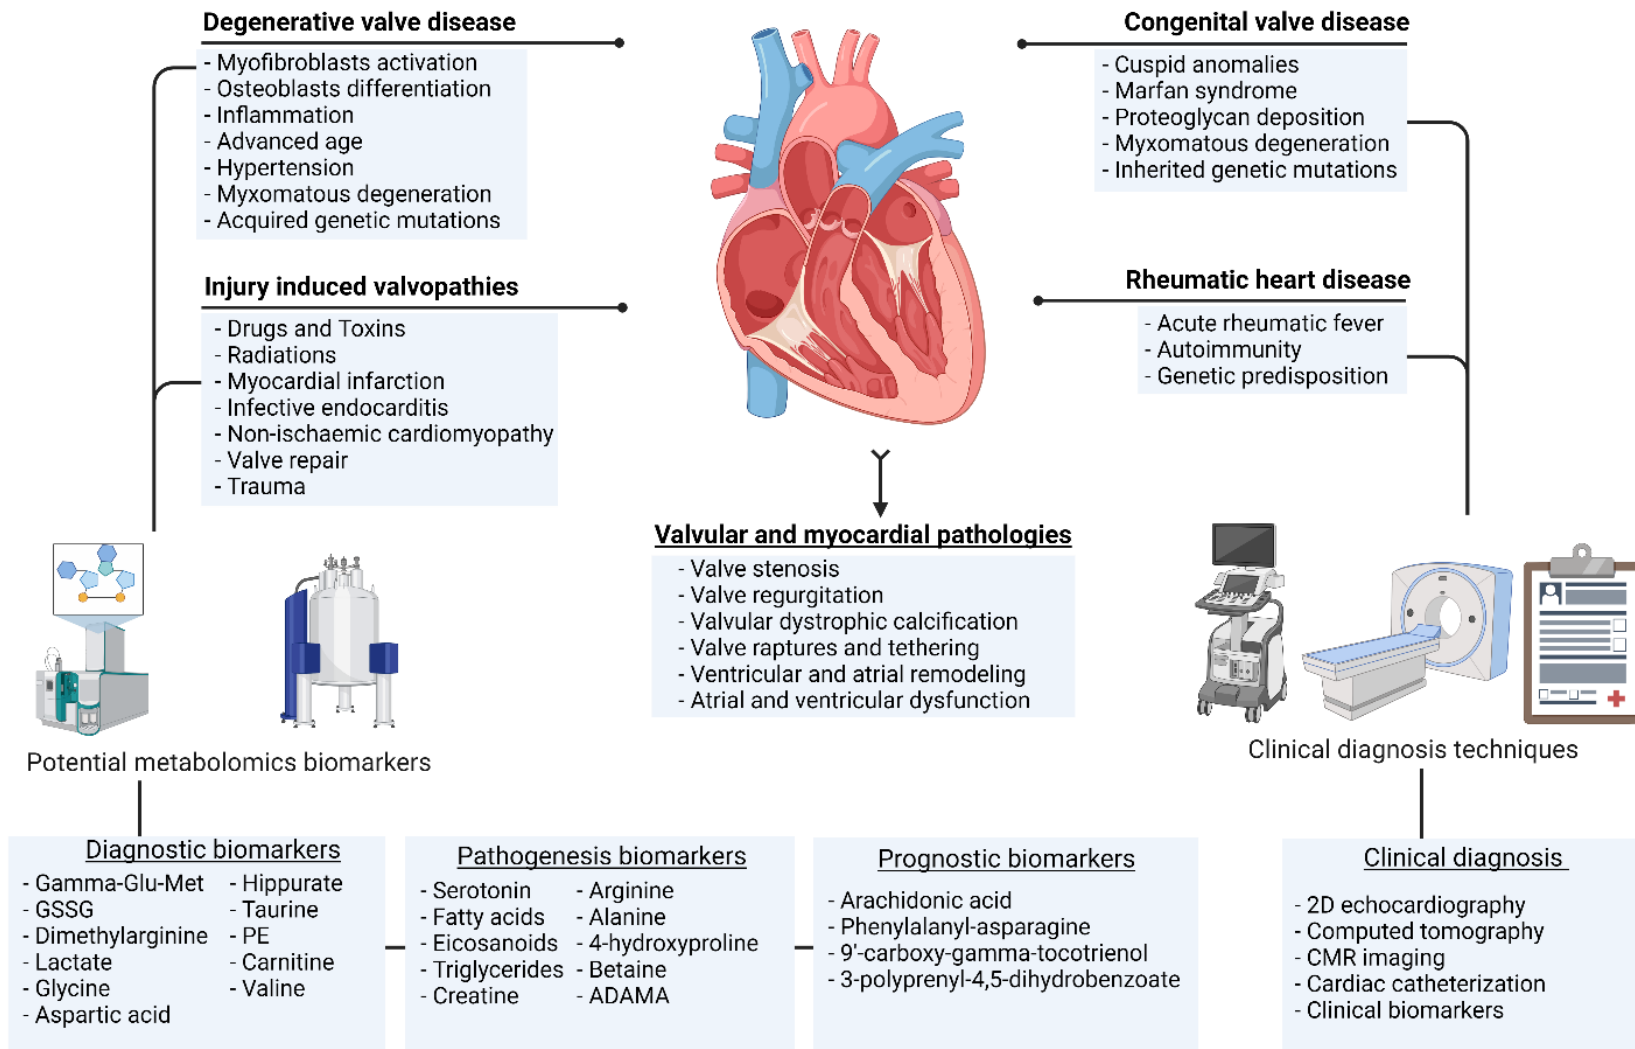 Degenerative valve disease
- Myofibroblasts activation
- Osteoblasts differentiation
- Inflammation
- Advanced age
- Hypertension
- Myxomatous degeneration
- Acquired genetic mutations
Injury induced valvopathies
- Drugs and Toxins
- Radiations
- Myocardial infarction
- Infective endocarditis
- Non-ischaemic cardiomyopathy
- Valve repair
- Trauma
Congenital valve disease
- Cuspid anomalies
- Marfan syndrome
- Proteoglycan deposition
- Myxomatous degeneration
- Inherited genetic mutations
Rheumatic heart disease
- Acute rheumatic fever
- Autoimmunity
- Genetic predisposition
Valvular and myocardial pathologies
- Valve stenosis
- Valve regurgitation
- Valvular dystrophic calcification
- Valve raptures and tethering
- Ventricular and atrial remodeling
- Atrial and ventricular dysfunction
Potential metabolomics biomarkers
Clinical diagnosis techniques
Diagnostic biomarkers
- Gamma-Glu-Met
- GSSG
- Dimethylarginine
- Lactate
- Glycine
- Aspartic acid
- Hippurate
- Taurine
- PE
- Carnitine
- Valine
Pathogenesis biomarkers
- Serotonin
- Fatty acids
- Eicosanoids
- Triglycerides
- Creatine
- Arginine
- Alanine
- 4-hydroxyproline
- Betaine
- ADAMA
Prognostic biomarkers
- Arachidonic acid
- Phenylalanyl-asparagine
- 9'-carboxy-gamma-tocotrienol
- 3-polyprenyl-4,5-dihydrobenzoate
Clinical diagnosis
- 2D echocardiography
- Computed tomography
- CMR imaging
- Cardiac catheterization
- Clinical biomarkers